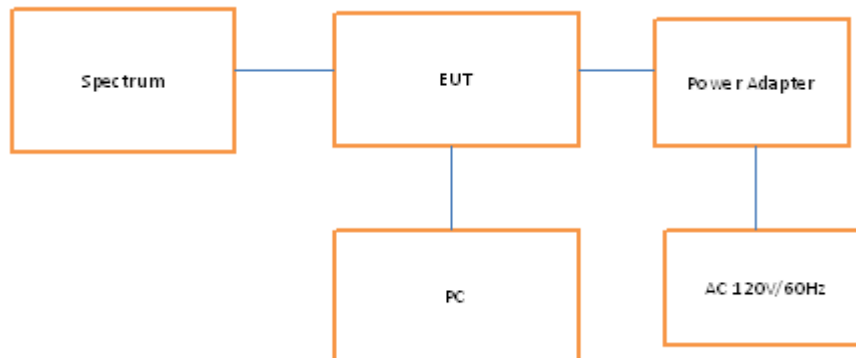 Spectrum
EUT
Power Adapter
PC
AC 120V/60Hz